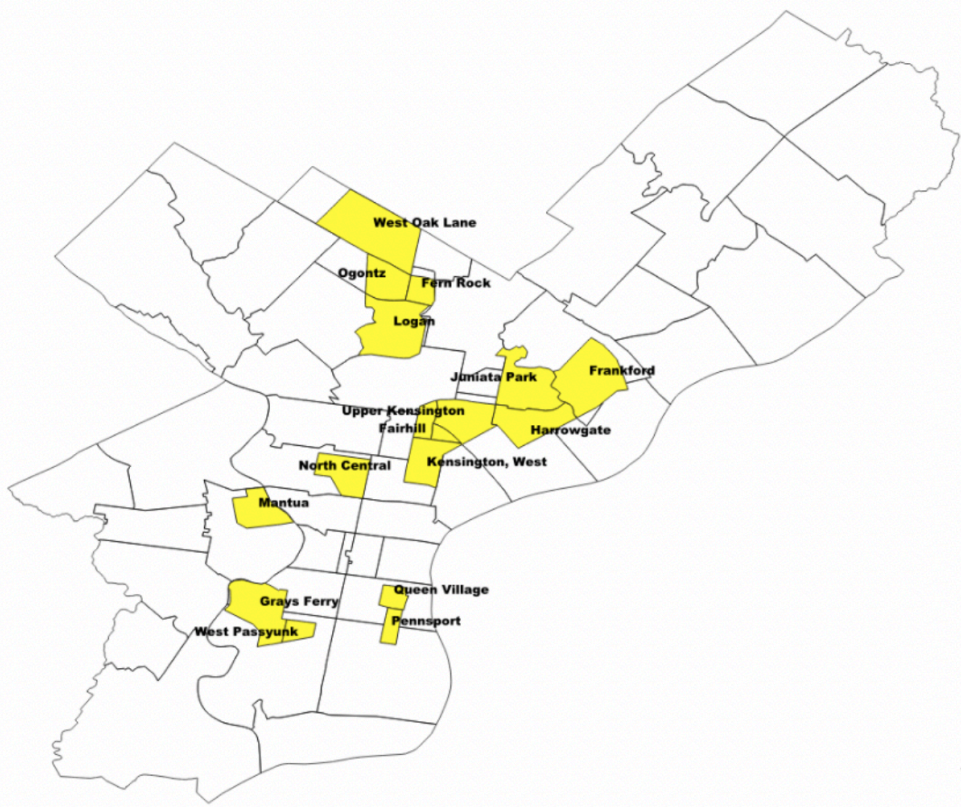 West Oak Lane
Ogontz
Fern Rock
Logan
Juniata Park
Frankford
Upper Kensington
Fairhill
Harrowgate
North Central
Kensington, West
Mantua
Queen Village
Grays Ferry
Pennsport
West Passyunk